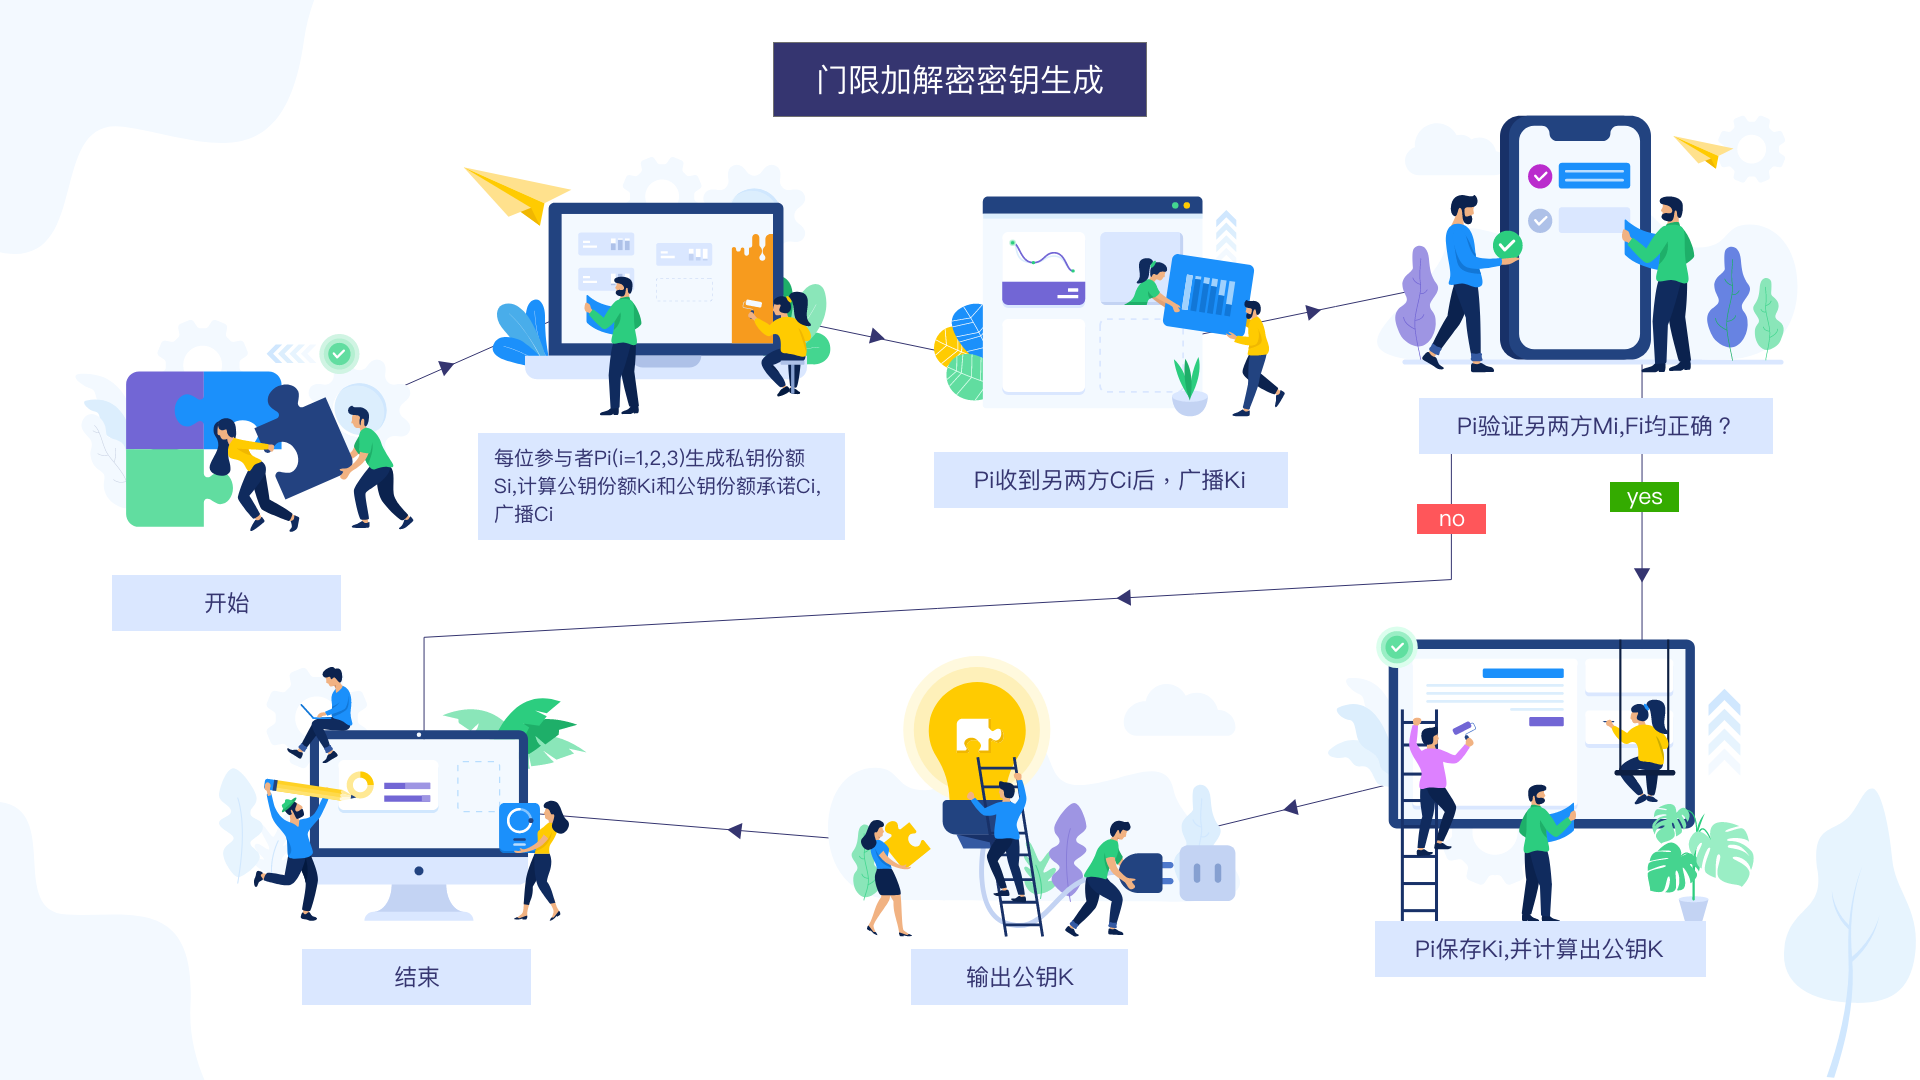 门限加解密密钥生成
开始
每位参与者Pi(i=1,2,3)生成私钥份额
Si,计算公钥份额Ki和公钥份额承诺Ci,
广播Ci
Pi收到另两方Ci后，广播Ki
Pi验证另两方Mi,Fi均正确？
no
yes
Pi保存Ki,并计算出公钥K
输出公钥K
结束